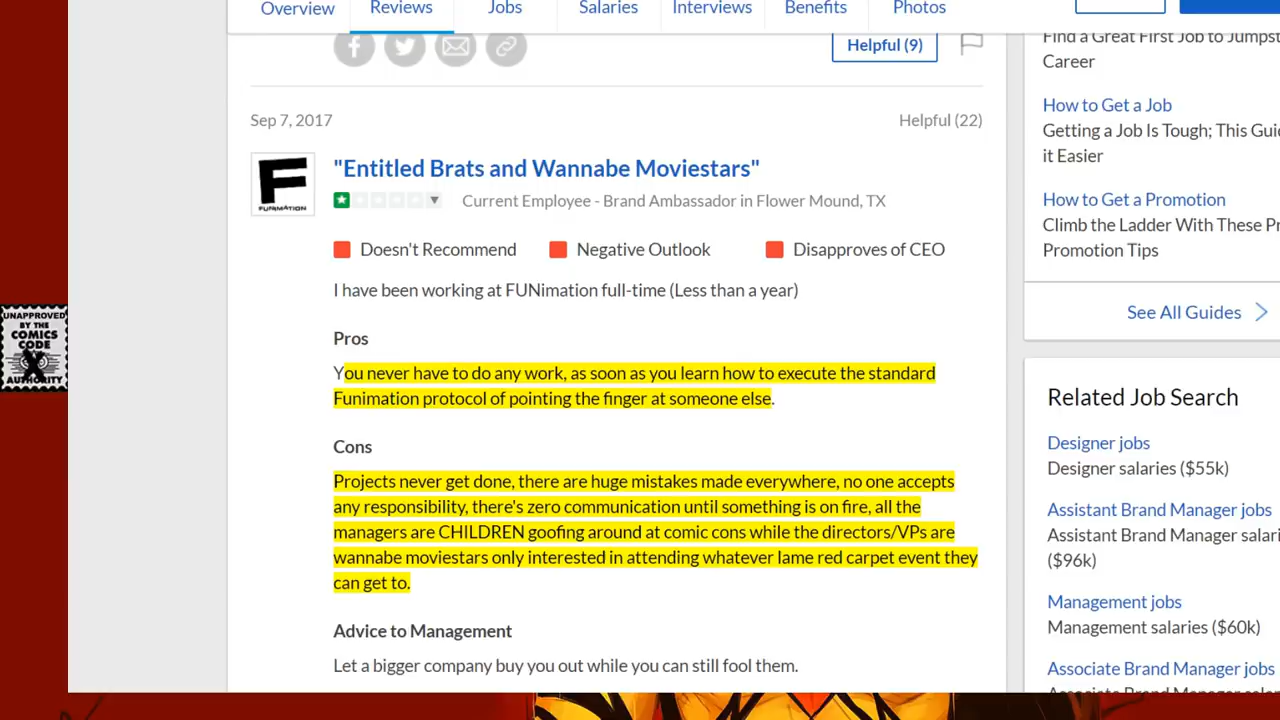 Overview Reviews Jobs Salaries Interviews Benefits Photos
Helpful (9)
Sep 7, 2017
Helpful (22)
FUNIMATION
"Entitled Brats and Wannabe Moviestars"
Current Employee - Brand Ambassador in Flower Mound, TX
Doesn't Recommend
Negative Outlook
Disapproves of CEO
I have been working at FUNimation full-time (Less than a year)
Pros
You never have to do any work, as soon as you learn how to execute the standard
Funimation protocol of pointing the finger at someone else.
Cons
Projects never get done, there are huge mistakes made everywhere, no one accepts
any responsibility, there's zero communication until something is on fire, all the
managers are CHILDREN goofing around at comic cons while the directors/VPs are
wannabe moviestars only interested in attending whatever lame red carpet event they
can get to.
Advice to Management
Let a bigger company buy you out while you can still fool them.
Find a Great First Job to Jumpst
Career
How to Get a Job
Getting a Job Is Tough; This Gui
it Easier
How to Get a Promotion
Climb the Ladder With These Pr
Promotion Tips
See All Guides
Related Job Search
Designer jobs
Designer salaries ($55k)
Assistant Brand Manager jobs
Assistant Brand Manager salari
($96k)
Management jobs
Management salaries ($60k)
Associate Brand Manager jobs
UNAPPROVED
BY THE
COMICS
CODE
AUTHORITY